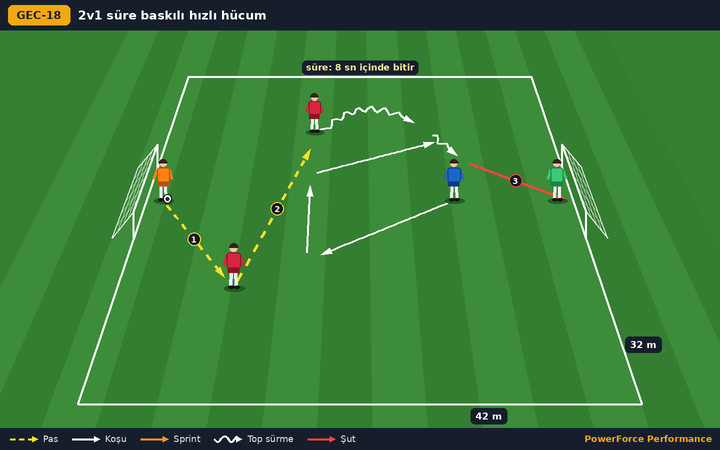 GEC-18 2v1 süre baskılı hızlı hücum
süre: 8 sn içinde bitir
3
2
1
32 m
42 m
Pas Koşu Sprint Top sürme Şut PowerForce Performance